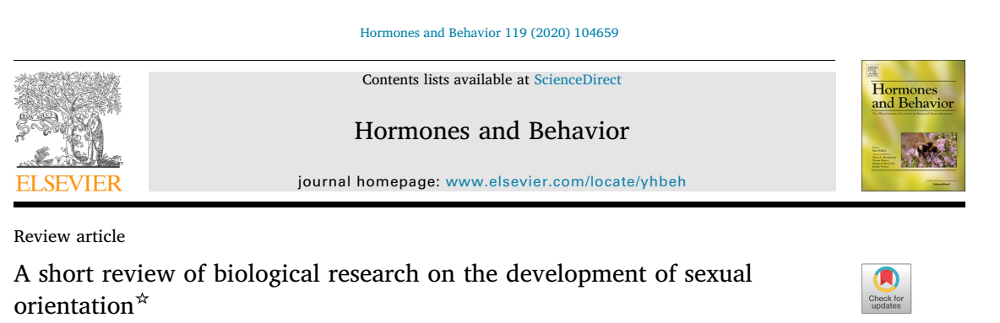 Hormones and Behavior 119 (2020) 104659
Contents lists available at ScienceDirect
Hormones and Behavior
journal homepage: www.elsevier.com/locate/yhbeh
ELSEVIER
Hormones
and Behavior
ScienceDirect
Review article
A short review of biological research on the development of sexual
orientation☆
Check for
updates